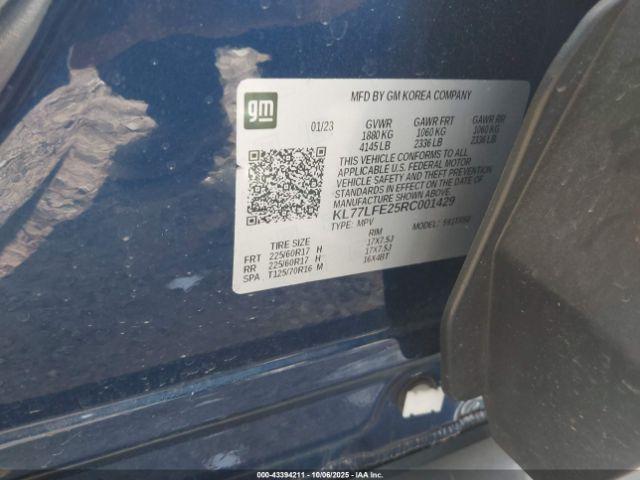 gm
MFD BY GM KOREA COMPANY
01/23 GVWR GAWR FRT GAWR RR
1880 KG 1060 KG 1060 KG
4145 LB 2336 LB 2336 LB
THIS VEHICLE CONFORMS TO ALL
APPLICABLE U.S. FEDERAL MOTOR
VEHICLE SAFETY AND THEFT
PREVENTION STANDARDS IN
EFFECT ON THE DATE OF
MANUFACTURE SHOWN ABOVE.
KL77LFE25RC001429
TYPE: MPV MODEL:
TIRE SIZE RIM
FRT 225/60R17 H 17X7.5J
RR 225/60R17 H 17X7.5J
SPA T125/70R16 M 16X4BT
OWNER: 00-43394211 - 10/06/2025 - IAA Inc.